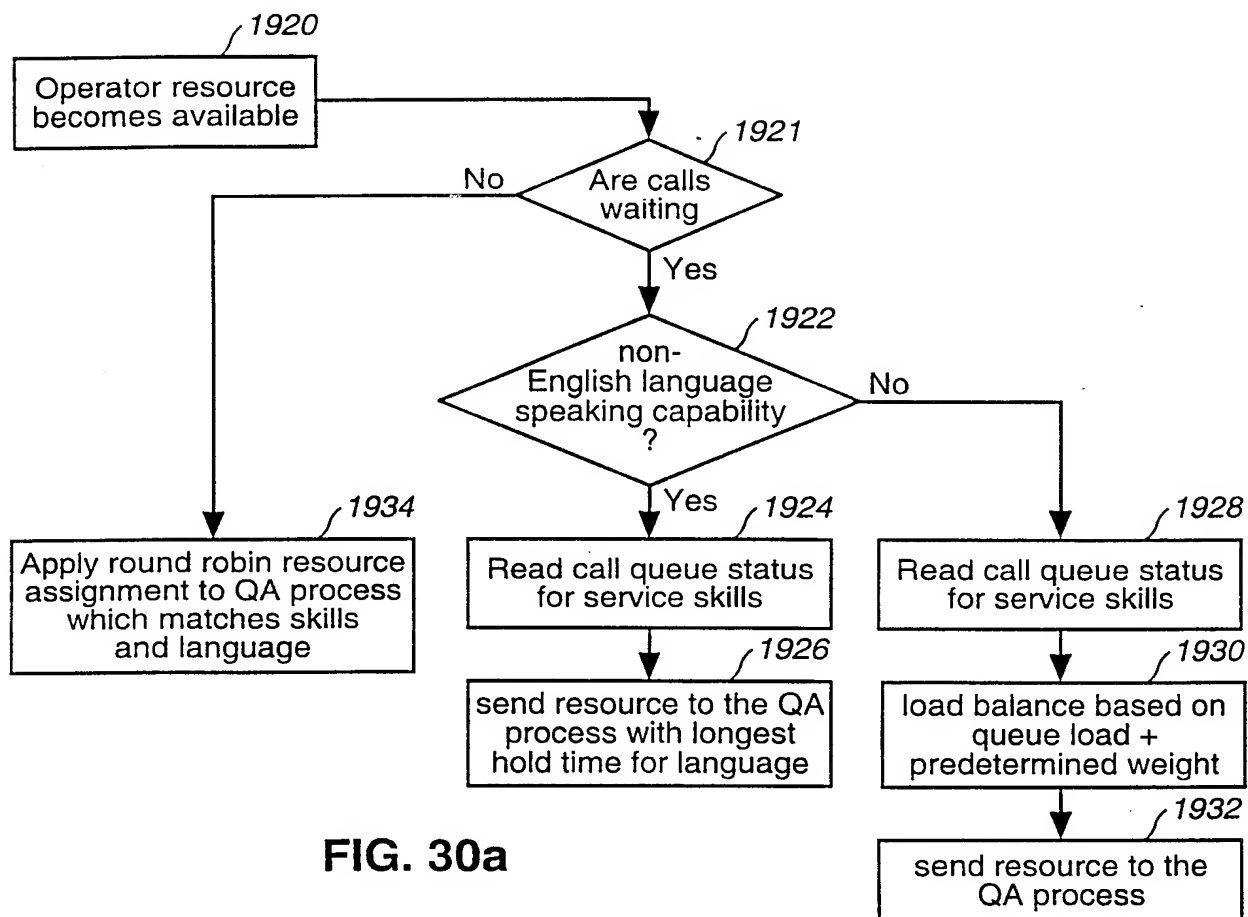 1920
Operator resource
becomes available
1921
Are calls
waiting
No
Yes
1922
non-
English language
speaking capability
?
No
Yes
1934
Apply round robin resource
assignment to QA process
which matches skills
and language
1924
Read call queue status
for service skills
1926
send resource to the QA
process with longest
hold time for language
1928
Read call queue status
for service skills
1930
load balance based on
queue load +
predetermined weight
1932
send resource to the
QA process
FIG. 30a